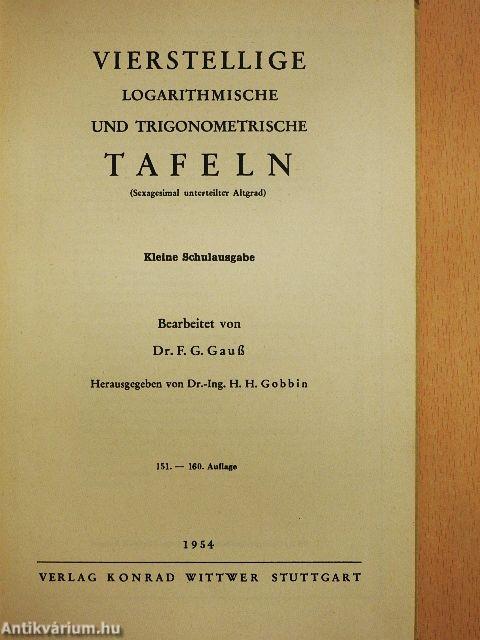 VIERSTELLIGE
LOGARITHMISCHE
UND TRIGONOMETRISCHE
TAFELN
(Sexagesimal unterteilter Altgrad)
Kleine Schulausgabe
Bearbeitet von
Dr. F. G. Gauß
Herausgegeben von Dr.-Ing. H. H. Gobbin
151. — 160. Auflage
1954
VERLAG KONRAD WITTWER STUTTGART
Antikvárium.hu